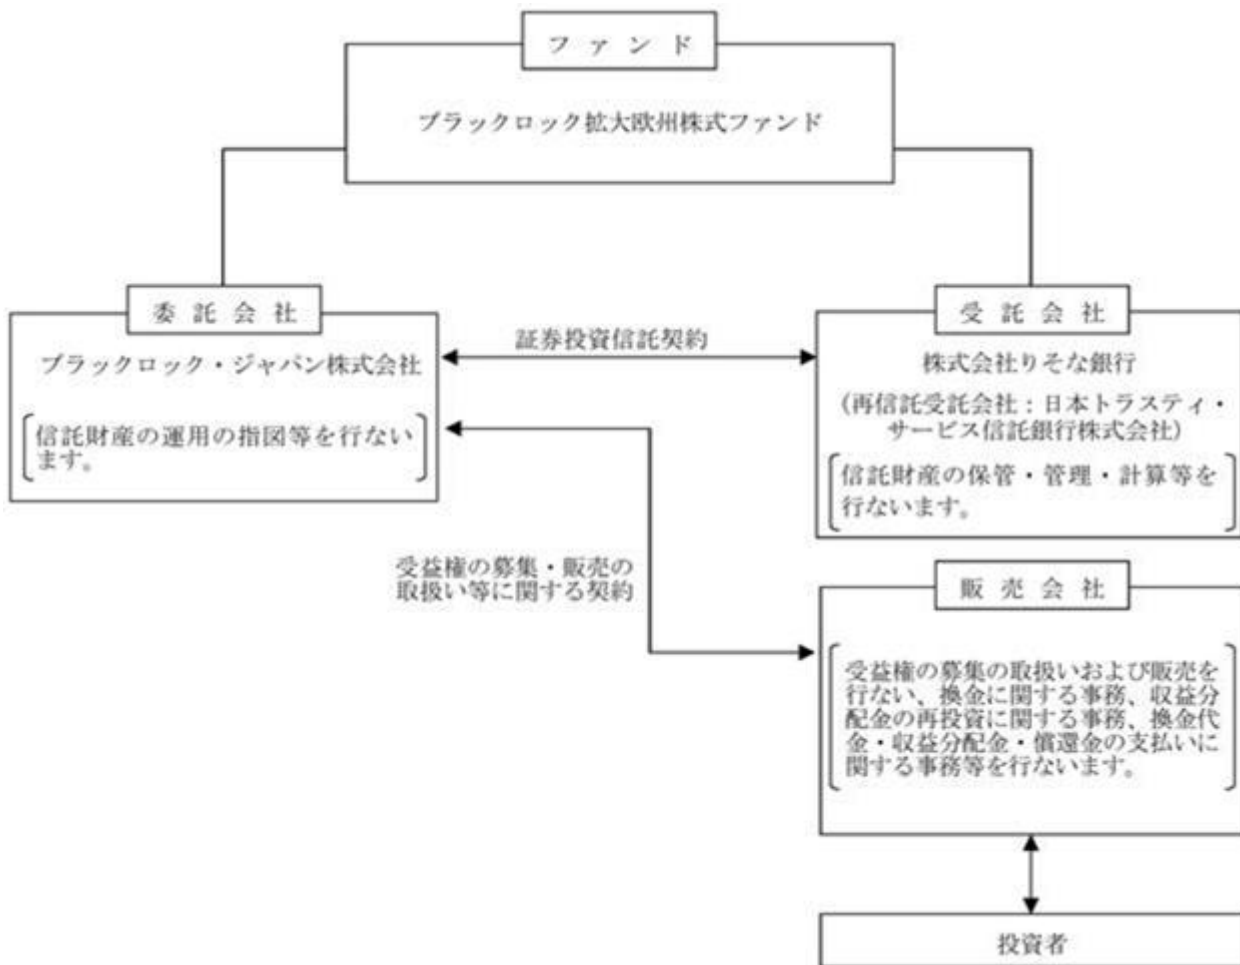 ファンド
ブラックロック拡大欧州株式ファンド
委託会社
ブラックロック・ジャパン株式会社
信託財産の運用の指図等を行ない
ます。
証券投資信託契約
受託会社
株式会社りそな銀行
(再信託受託会社:日本トラスティ・
サービス信託銀行株式会社)
信託財産の保管・管理・計算等を
行ないます。
受益権の募集・販売の
取扱い等に関する契約
販売会社
受益権の募集の取扱いおよび販売を
行ない、換金に関する事務、収益分
配金の再投資に関する事務、換金代
金・収益分配金・償還金の支払いに
関する事務等を行ないます。
投資者